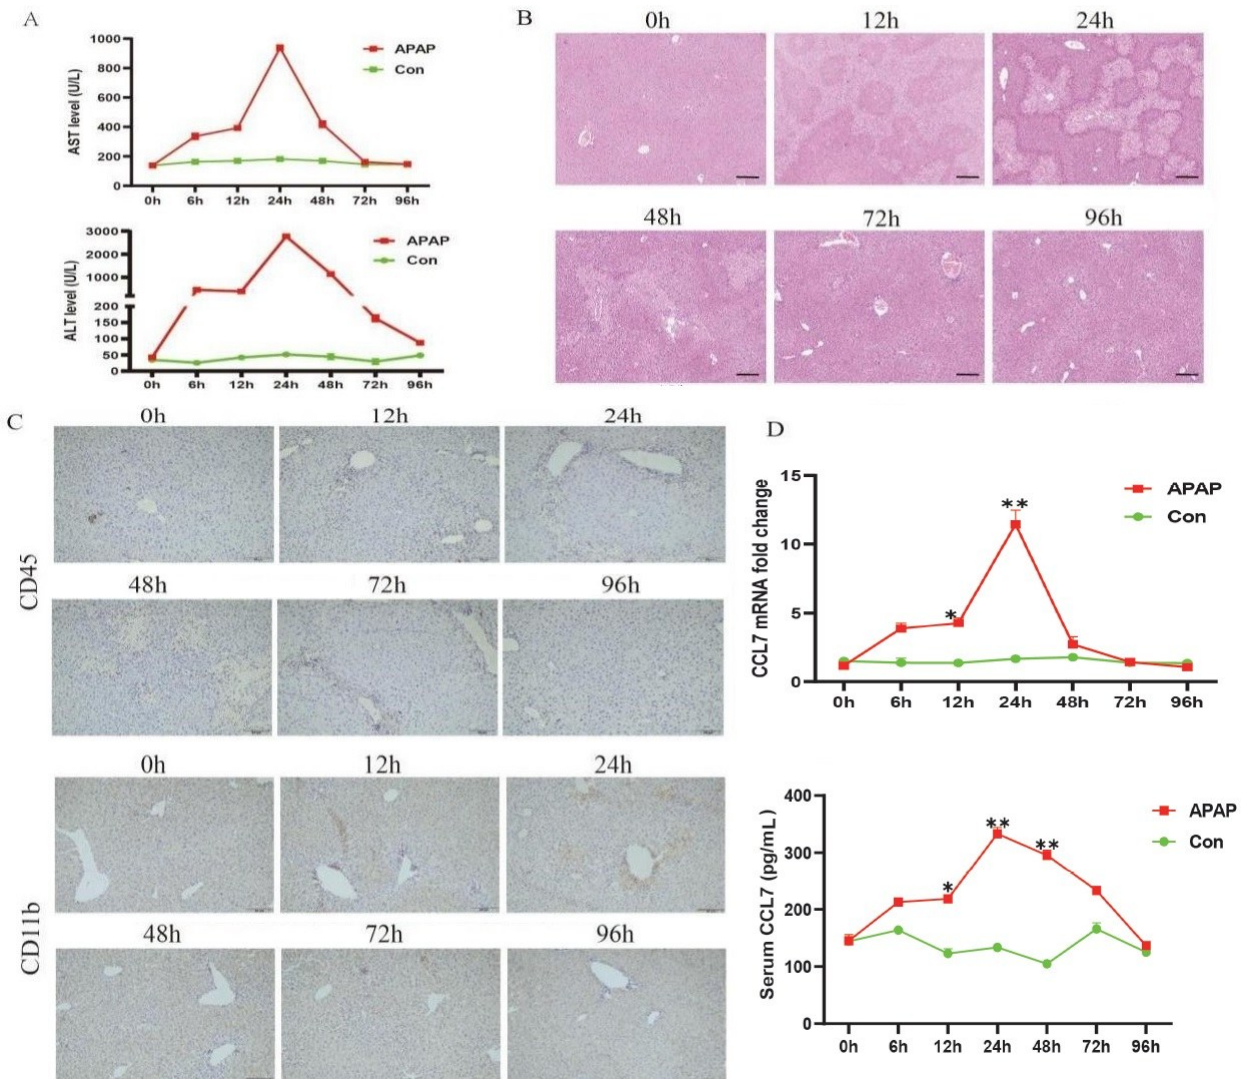 A
1000
800
600
400
200
0
AST level (U/L)
APAP
Con
0h 6h 12h 24h 48h 72h 96h
3000
2000
1000
200
150
100
50
0
ALT level (U/L)
APAP
Con
0h 6h 12h 24h 48h 72h 96h
B
0h 12h 24h
48h 72h 96h
C
CD45
0h 12h 24h
48h 72h 96h
CD11b
0h 12h 24h
48h 72h 96h
D
15
10
5
0
CCL7 mRNA fold change
APAP
Con
**
*
0h 6h 12h 24h 48h 72h 96h
400
300
200
100
0
Serum CCL7 (pg/mL)
APAP
Con
**
**
*
0h 6h 12h 24h 48h 72h 96h